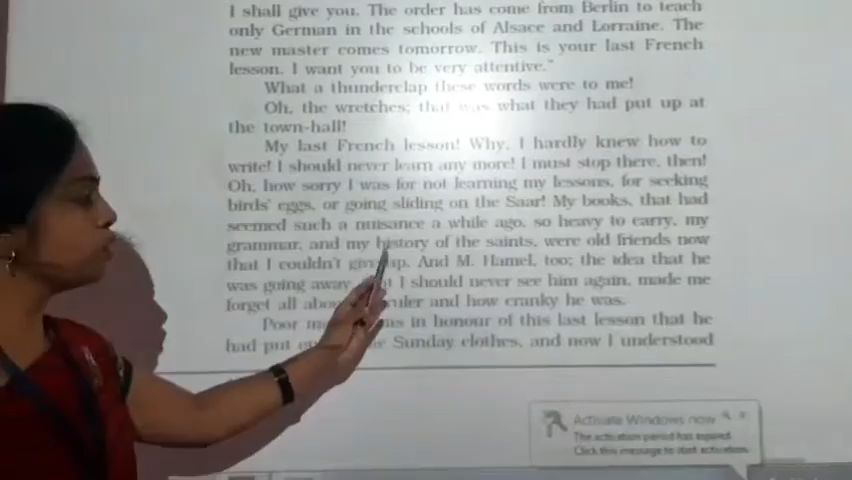 I shall give you. The order has come from Berlin to teach
only German in the schools of Alsace and Lorraine. The
new master comes tomorrow. This is your last French
lesson. I want you to be very attentive."
What a thunderclap these words were to me!
Oh, the wretches; that was what they had put up at
the town-hall!
My last French lesson! Why, I hardly knew how to
write! I should never learn any more! I must stop there, then!
Oh, how sorry I was for not learning my lessons, for seeking
birds' eggs, or going sliding on the Saar! My books, that had
seemed such a nuisance a while ago, so heavy to carry, my
grammar, and my history of the saints, were old friends now
that I couldn't give up. And M. Hamel, too; the idea that he
was going away, I should never see him again, made me
forget all about ruler and how cranky he was.
Poor in honour of this last lesson that he
had put Sunday clothes, and now I understood
Activate Windows now
The activation period has expired.
Click this message to start activation.